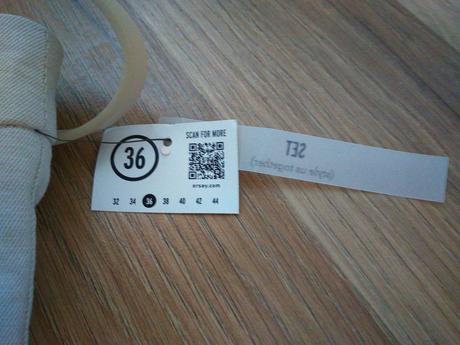 SCAN FOR MORE
36
orsay.com
32 34 36 38 40 42 44
SET
(style us together)